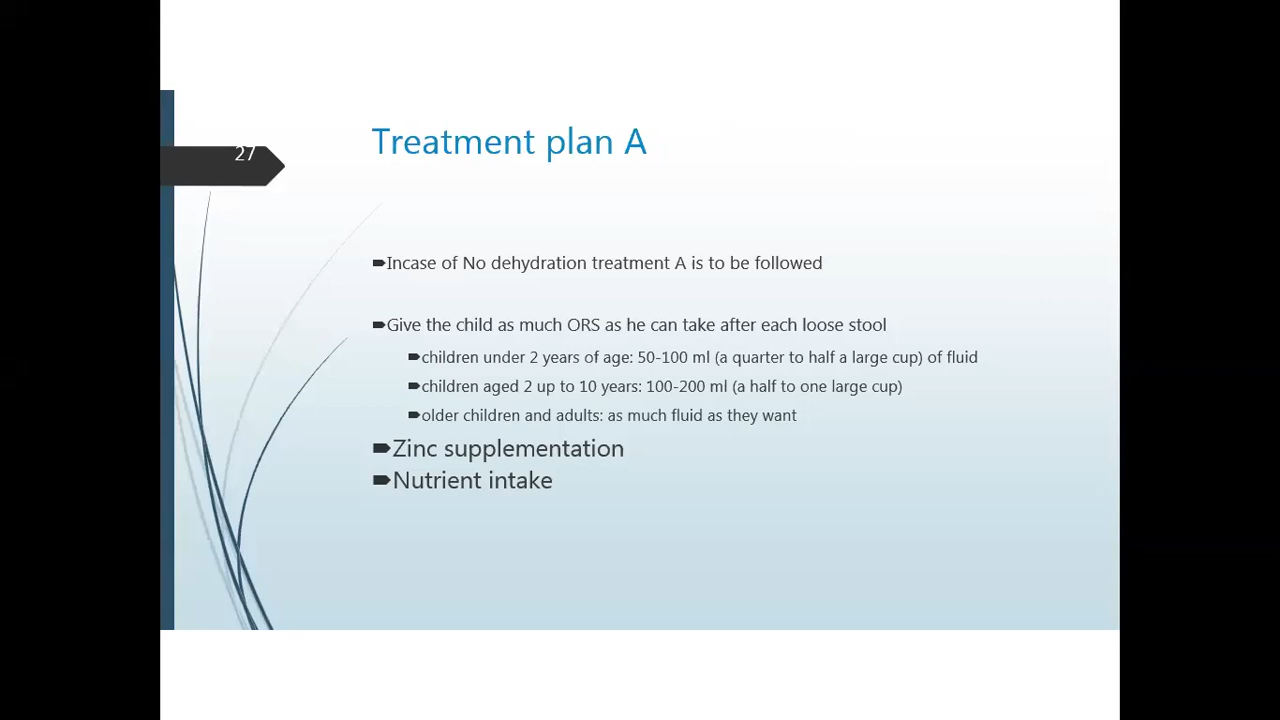 27
Treatment plan A
Incase of No dehydration treatment A is to be followed
Give the child as much ORS as he can take after each loose stool
children under 2 years of age: 50-100 ml (a quarter to half a large cup) of fluid
children aged 2 up to 10 years: 100-200 ml (a half to one large cup)
older children and adults: as much fluid as they want
Zinc supplementation
Nutrient intake